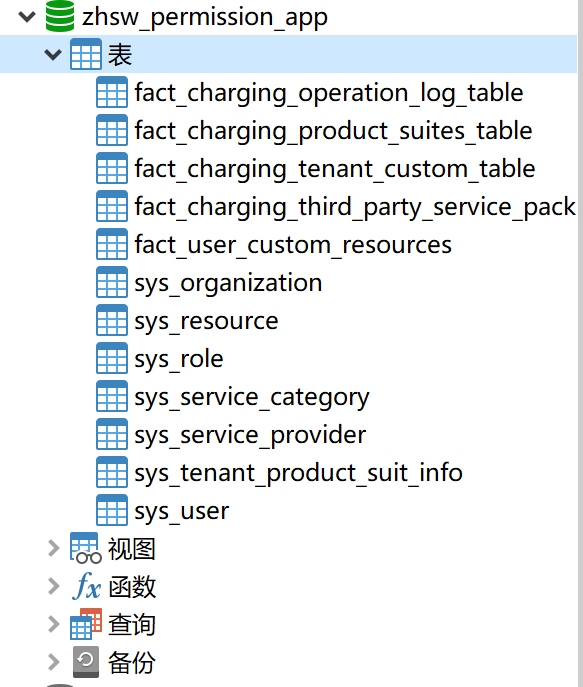 zhsw_permission_app
表
fact_charging_operation_log_table
fact_charging_product_suites_table
fact_charging_tenant_custom_table
fact_charging_third_party_service_pack
fact_user_custom_resources
sys_organization
sys_resource
sys_role
sys_service_category
sys_service_provider
sys_tenant_product_suit_info
sys_user
视图
fx 函数
查询
备份